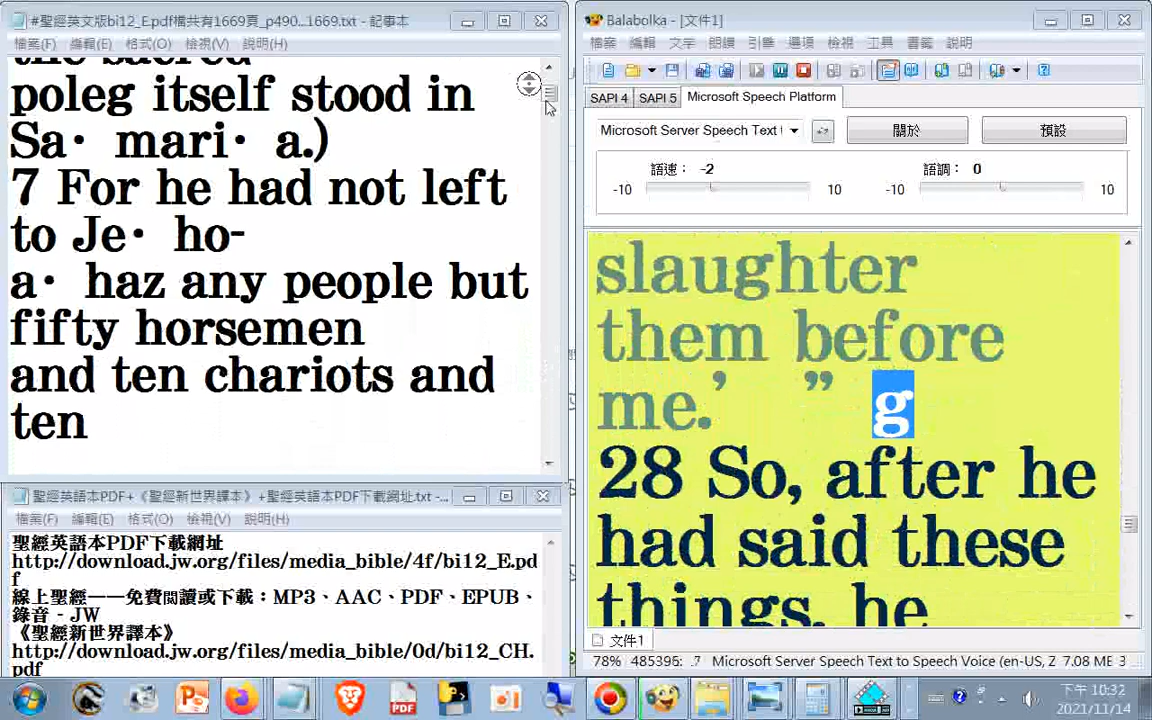 #聖經英文版bi12_E.pdf檔共有1669頁_p490...1669.txt - 記事本
檔案(F) 編輯(E) 格式(O) 檢視(V) 說明(H)
the sacred
poleg itself stood in
Sa· mari· a.)
7 For he had not left
to Je· ho-
a· haz any people but
fifty horsemen
and ten chariots and
ten
聖經英語本PDF+《聖經新世界譯本》+聖經英語本PDF下載網址.txt -...
檔案(F) 編輯(E) 格式(O) 檢視(V) 說明(H)
聖經英語本PDF下載網址
http://download.jw.org/files/media_bible/4f/bi12_E.pd
f
線上聖經——免費閱讀或下載：MP3、AAC、PDF、EPUB、
錄音 - JW
《聖經新世界譯本》
http://download.jw.org/files/media_bible/0d/bi12_CH.
pdf
Balabolka - [文件1]
檔案 編輯 文字 朗讀 引擎 選項 檢視 工具 書籤 說明
SAPI 4 SAPI 5 Microsoft Speech Platform
Microsoft Server Speech Text 關於 預設
語速： -2 語調： 0
-10 10 -10 10
slaughter
them before
me.’ ” g
28 So, after he
had said these
things, he
文件1
78% 485395: .7 Microsoft Server Speech Text to Speech Voice (en-US, Z 7.08 ME 3
PDF
下午 10:32
2021/11/14